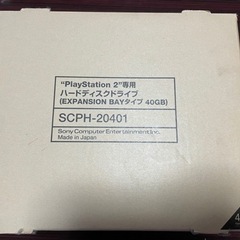 "PlayStation 2"専用
ハードディスクドライブ
(EXPANSION BAYタイプ 40GB)
SCPH-20401
Sony Computer Entertainment Inc.
Made in Japan